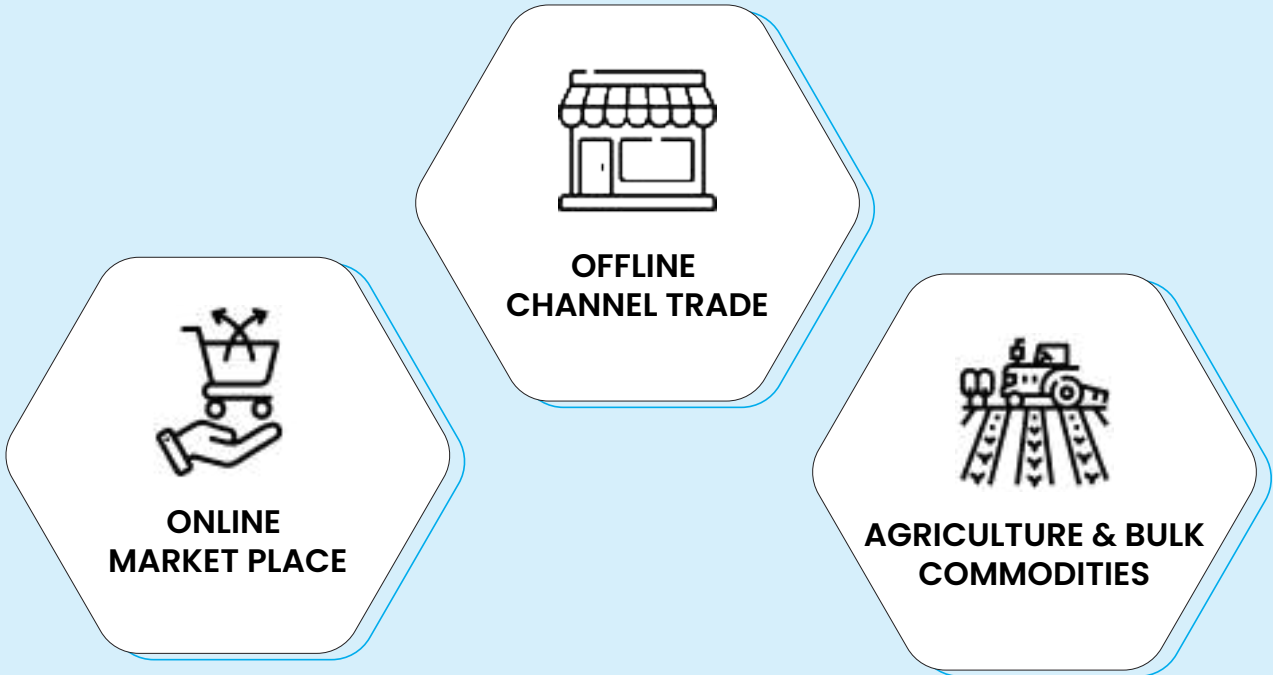 OFFLINE
CHANNEL TRADE
ONLINE
MARKET PLACE
AGRICULTURE & BULK
COMMODITIES